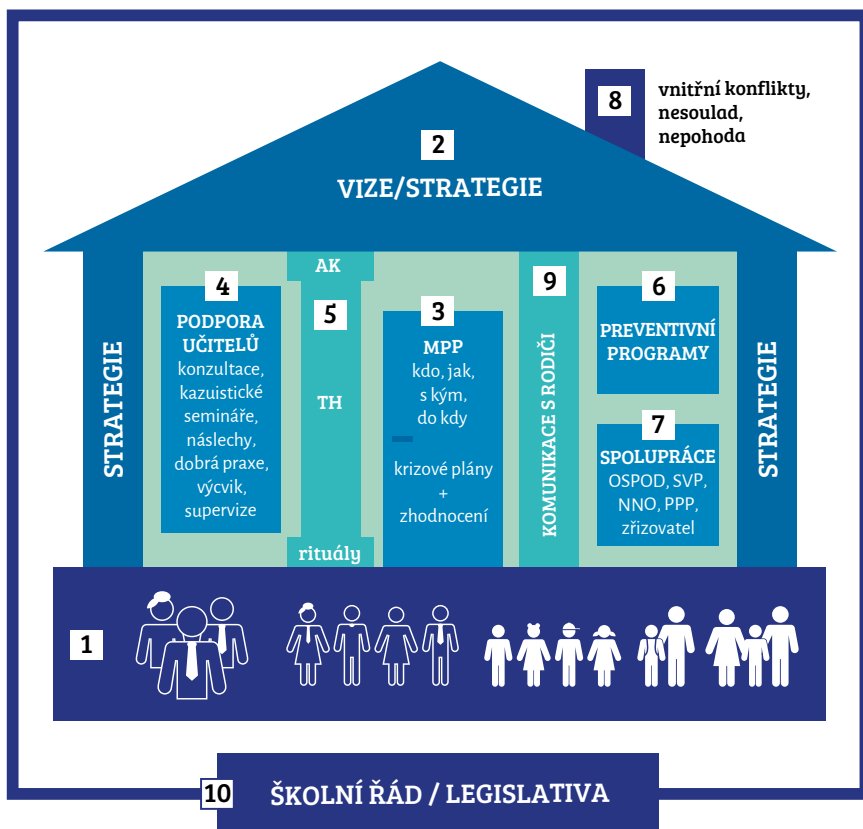 8
vnitřní konflikty,
nesoulad,
nepohoda
2
VIZE/STRATEGIE
STRATEGIE
4
PODPORA
UČITELŮ
konzultace,
kazuistické
semináře,
náslechy,
dobrá praxe,
výcvik,
supervize
AK
5
TH
rituály
3
MPP
kdo, jak,
s kým,
do kdy
krizové plány
+
zhodnocení
9
KOMUNIKACE S RODIČI
6
PREVENTIVNÍ
PROGRAMY
7
SPOLUPRÁCE
OSPOD, SVP,
NNO, PPP,
zřizovatel
STRATEGIE
1
10
ŠKOLNÍ ŘÁD / LEGISLATIVA